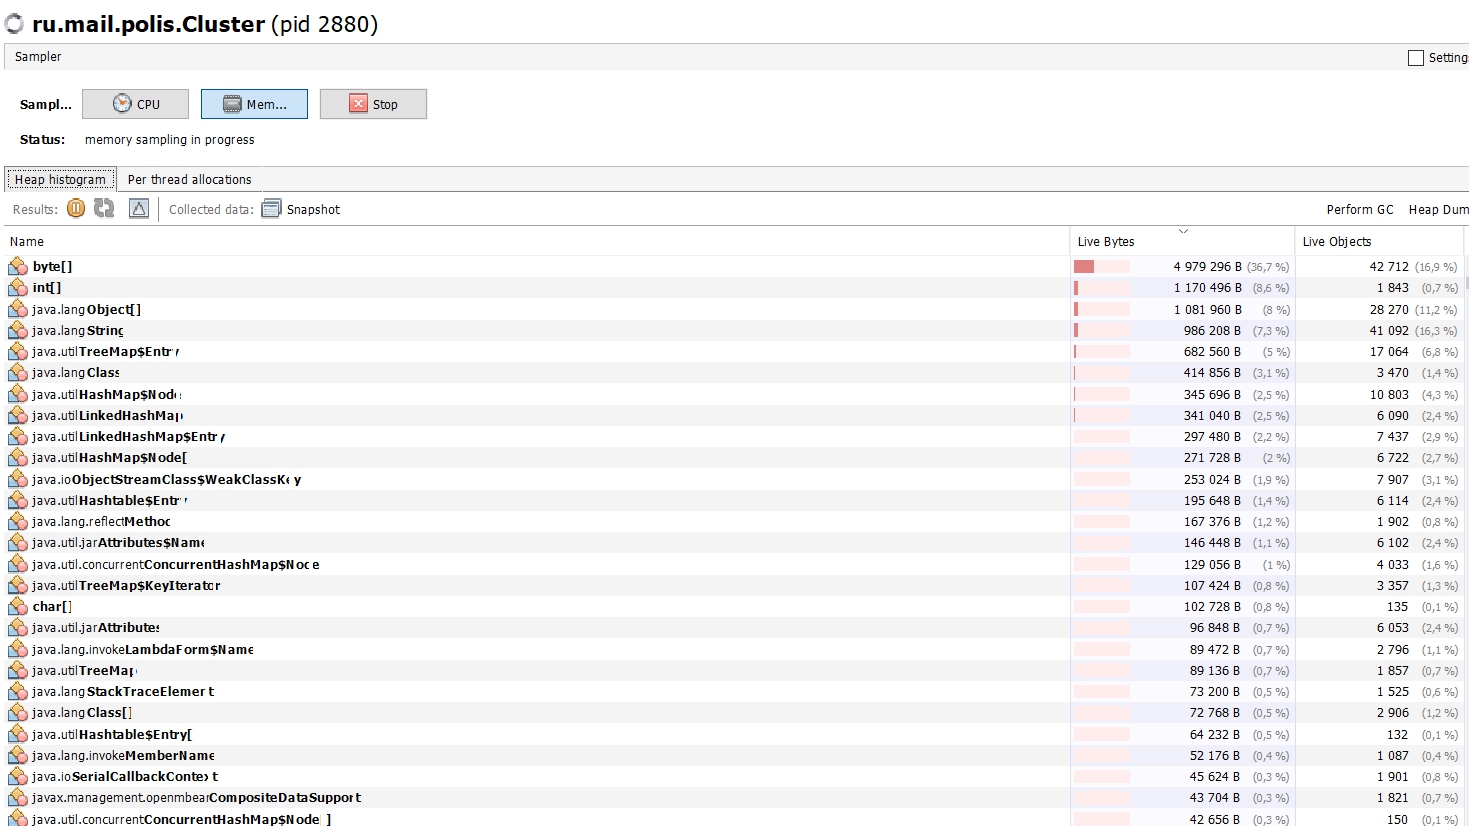 ru.mail.polis.Cluster (pid 2880)
Sampler Setting
Sampl... CPU Mem... Stop
Status: memory sampling in progress
Heap histogram Per thread allocations
Results: Collected data: Snapshot Perform GC Heap Dum
Name Live Bytes Live Objects
byte[] 4 979 296 B (36,7 %) 42 712 (16,9 %)
int[] 1 170 496 B (8,6 %) 1 843 (0,7 %)
java.lang.Object[] 1 081 960 B (8 %) 28 270 (11,2 %)
java.lang.String 986 208 B (7,3 %) 41 092 (16,3 %)
java.util.TreeMap$Entry 682 560 B (5 %) 17 064 (6,8 %)
java.lang.Class 414 856 B (3,1 %) 3 470 (1,4 %)
java.util.HashMap$Node 345 696 B (2,5 %) 10 803 (4,3 %)
java.util.LinkedHashMap 341 040 B (2,5 %) 6 090 (2,4 %)
java.util.LinkedHashMap$Entry 297 480 B (2,2 %) 7 437 (2,9 %)
java.util.HashMap$Node[ 271 728 B (2 %) 6 722 (2,7 %)
java.io.ObjectStreamClass$WeakClassKey 253 024 B (1,9 %) 7 907 (3,1 %)
java.util.Hashtable$Entry 195 648 B (1,4 %) 6 114 (2,4 %)
java.lang.reflect.Method 167 376 B (1,2 %) 1 902 (0,8 %)
java.util.jar.Attributes$Name 146 448 B (1,1 %) 6 102 (2,4 %)
java.util.concurrent.ConcurrentHashMap$Node 129 056 B (1 %) 4 033 (1,6 %)
java.util.TreeMap$KeyIterator 107 424 B (0,8 %) 3 357 (1,3 %)
char[] 102 728 B (0,8 %) 135 (0,1 %)
java.util.jar.Attributes 96 848 B (0,7 %) 6 053 (2,4 %)
java.lang.invoke.LambdaForm$Name 89 472 B (0,7 %) 2 796 (1,1 %)
java.util.TreeMap 89 136 B (0,7 %) 1 857 (0,7 %)
java.lang.StackTraceElement 73 200 B (0,5 %) 1 525 (0,6 %)
java.lang.Class[] 72 768 B (0,5 %) 2 906 (1,2 %)
java.util.Hashtable$Entry[ 64 232 B (0,5 %) 132 (0,1 %)
java.lang.invoke.MemberName 52 176 B (0,4 %) 1 087 (0,4 %)
java.io.SerialCallbackContext 45 624 B (0,3 %) 1 901 (0,8 %)
javax.management.openmbean.CompositeDataSupport 43 704 B (0,3 %) 1 821 (0,7 %)
java.util.concurrent.ConcurrentHashMap$Node[] 42 656 B (0,3 %) 150 (0,1 %)